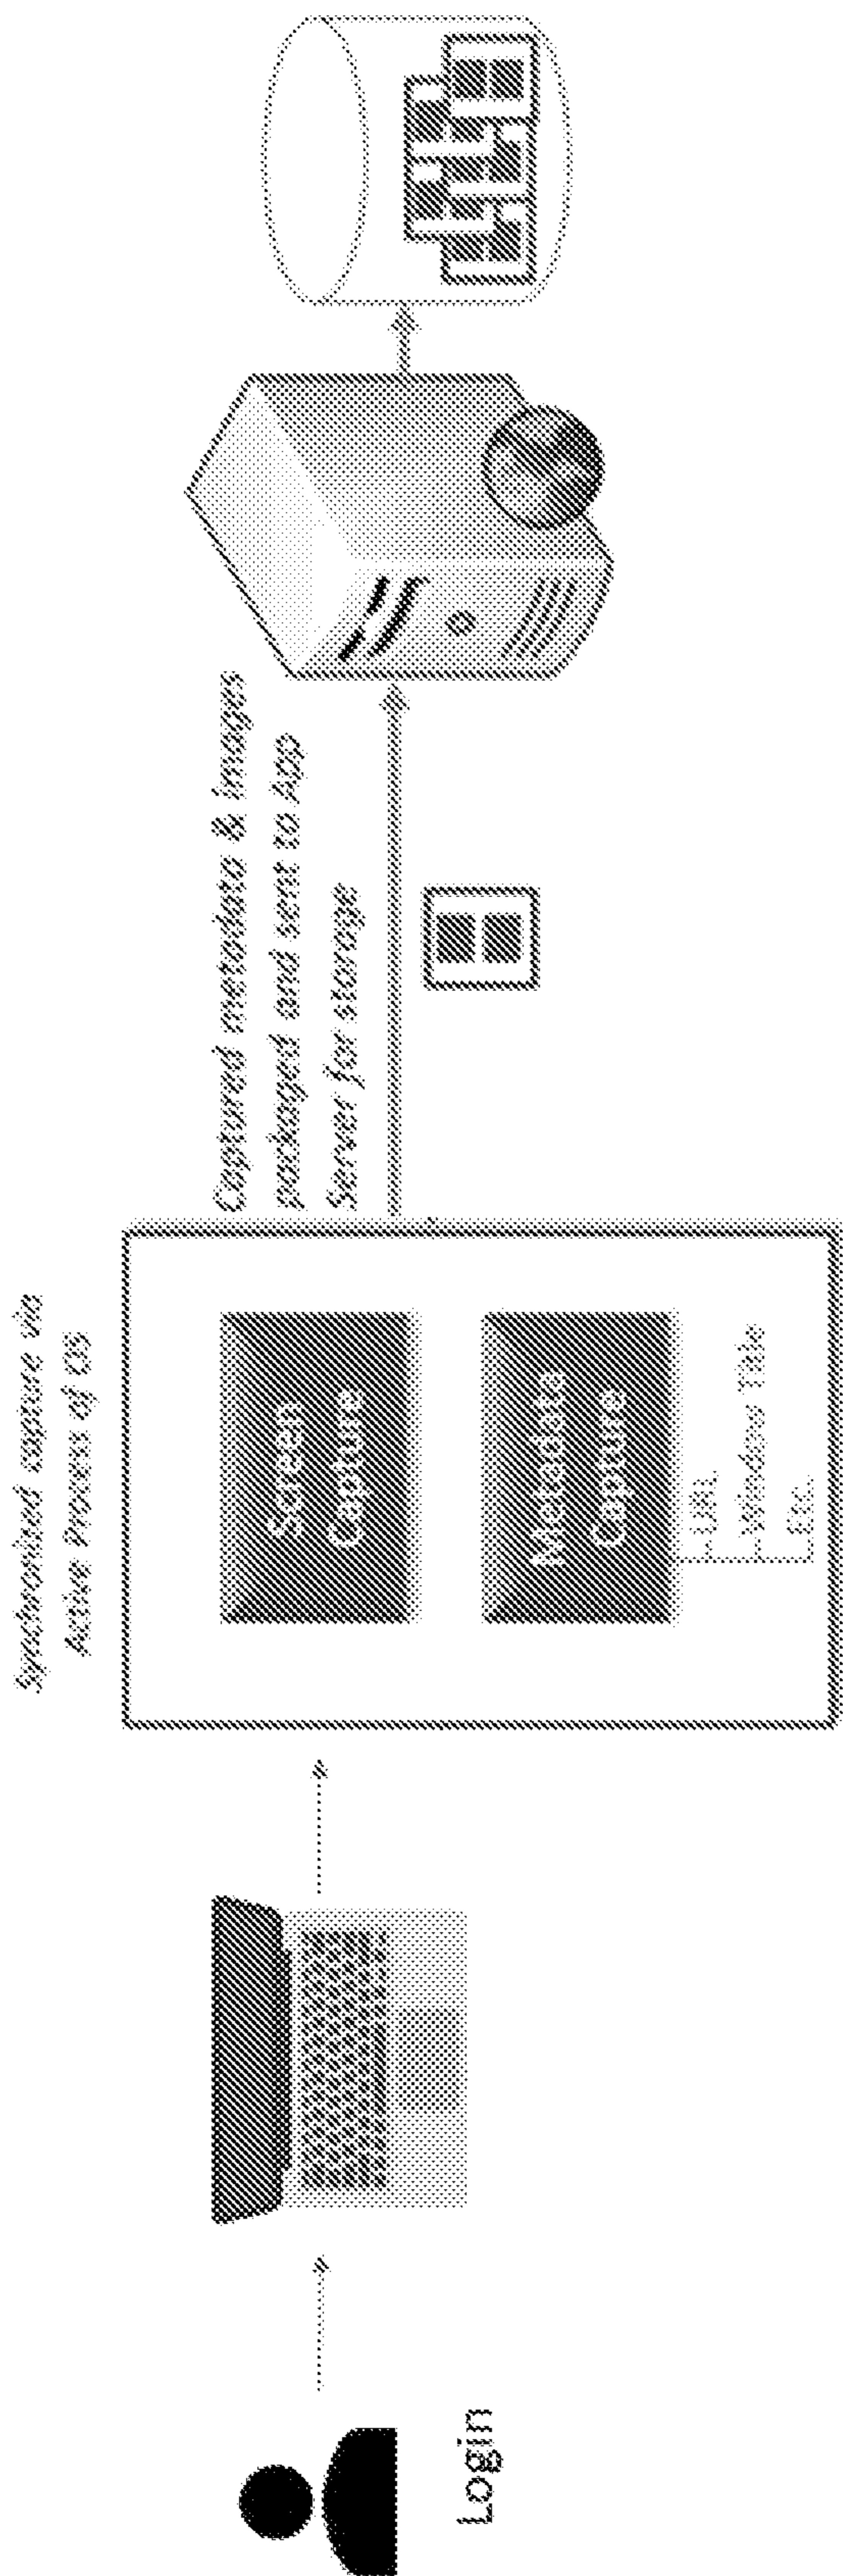 Login
Synchronized capture via
Active Process of OS
Screen
Capture
Metadata
Capture
URL
Window Title
Etc.
Captured metadata & images
packaged and sent to App
Server for storage